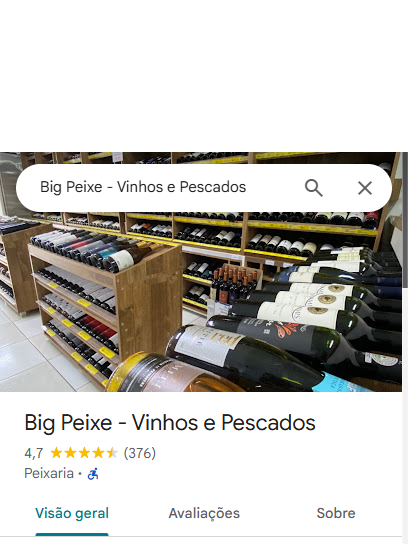 Big Peixe - Vinhos e Pescados
Big Peixe - Vinhos e Pescados
4,7 (376)
Peixaria ·
Visão geral Avaliações Sobre